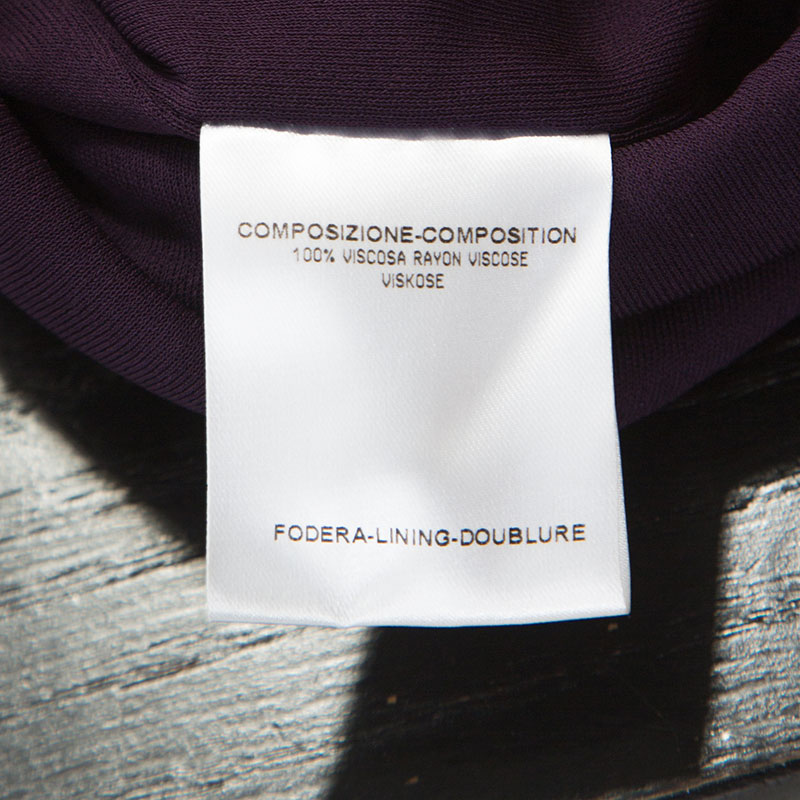 COMPOSIZIONE-COMPOSITION
100% VISCOSA RAYON VISCOSE
VISKOSE
FODERA-LINING-DOUBLURE